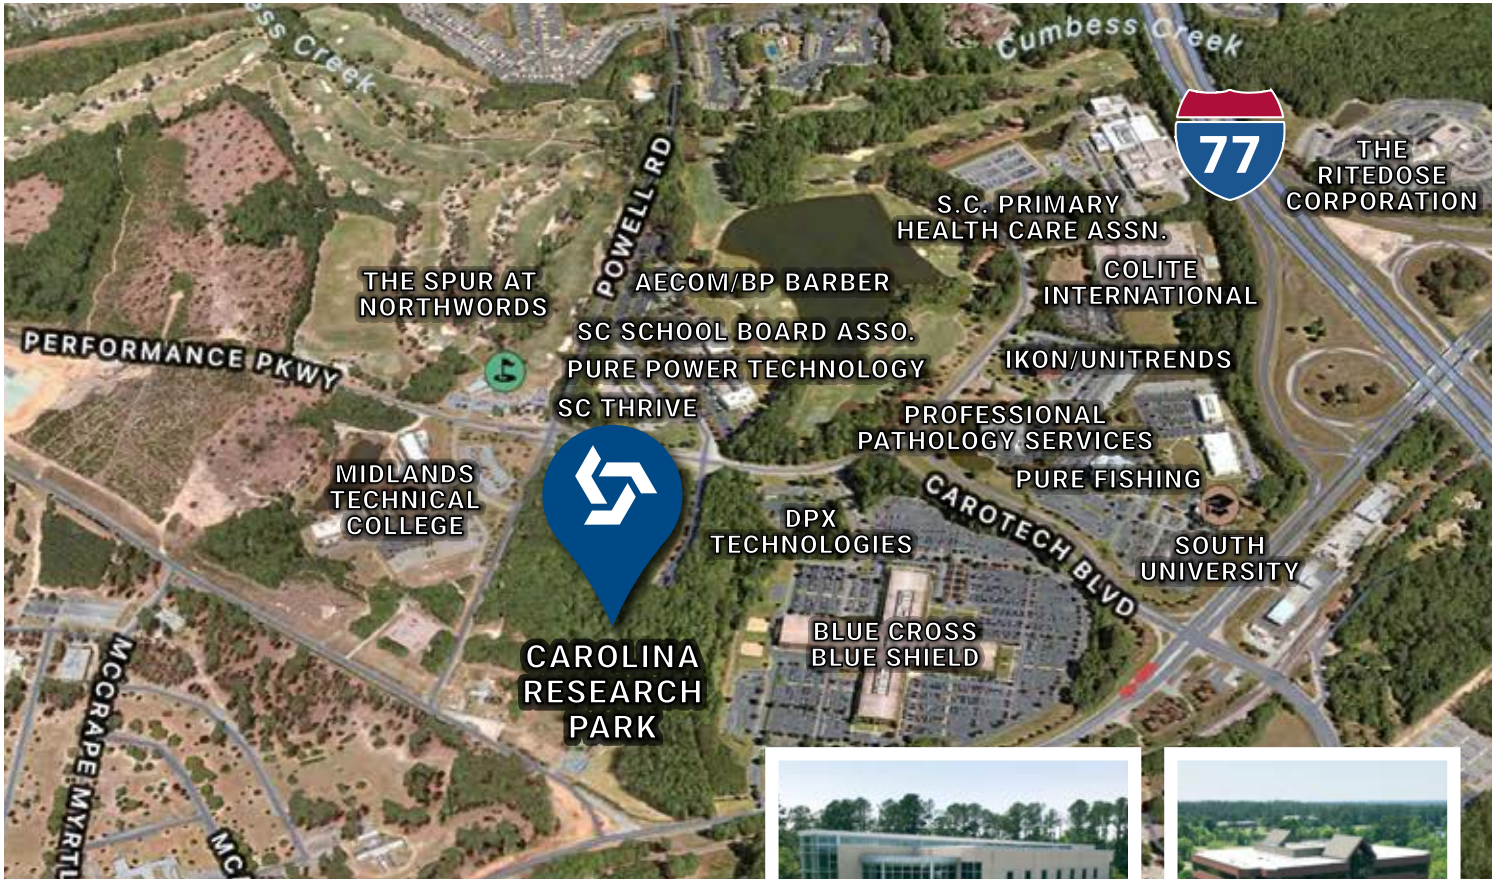 ess Creek
Cumbess Creek
77
THE
RITEDOSE
CORPORATION
POWELL RD
S.C. PRIMARY
HEALTH CARE ASSN.
COLITE
INTERNATIONAL
THE SPUR AT
NORTHWORDS
AECOM/BP BARBER
SC SCHOOL BOARD ASSO.
PERFORMANCE PKWY
PURE POWER TECHNOLOGY
IKON/UNITRENDS
SC THRIVE
PROFESSIONAL
PATHOLOGY SERVICES
MIDLANDS
TECHNICAL
COLLEGE
PURE FISHING
CAROTECH BLVD
DPX
TECHNOLOGIES
SOUTH
UNIVERSITY
BLUE CROSS
BLUE SHIELD
CAROLINA
RESEARCH
PARK
MCCRAPE MYRTL
MC